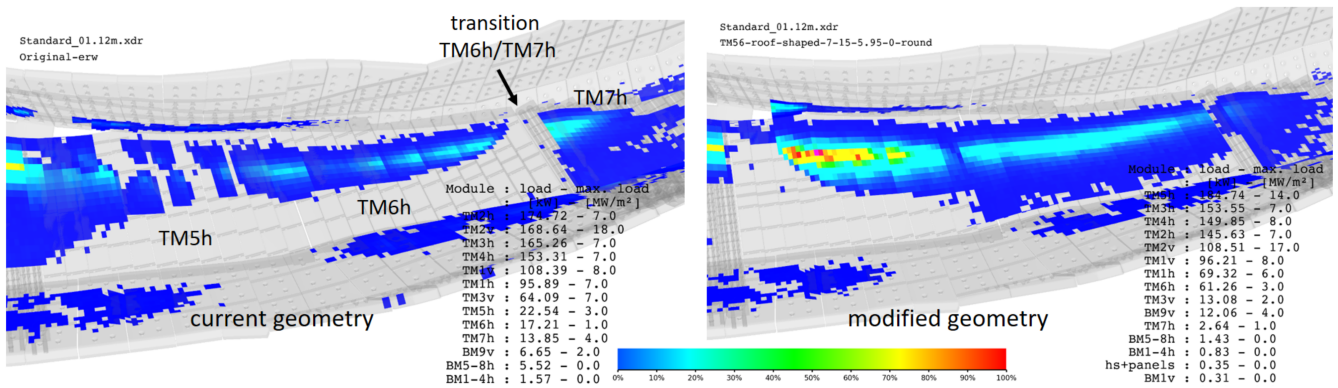 Standard_01.12m.xdr
Original-erw
transition
TM6h/TM7h
TM7h
TM6h
TM5h
current geometry
Module : load - max. load
: [kW] - [MW/m²]
TM2h : 174.72 - 7.0
TM2v : 168.64 - 18.0
TM3h : 165.26 - 7.0
TM4h : 153.31 - 7.0
TM1v : 108.39 - 8.0
TM1h : 95.89 - 7.0
TM3v : 64.09 - 7.0
TM5h : 22.54 - 3.0
TM6h : 17.21 - 1.0
TM7h : 13.85 - 4.0
BM9v : 6.65 - 2.0
BM5-8h : 5.52 - 0.0
BM1-4h : 1.57 - 0.0
0% 10% 20% 30% 40% 50% 60% 70% 80% 90% 100%
Standard_01.12m.xdr
TM56-roof-shaped-7-15-5.95-0-round
modified geometry
Module : load - max. load
: [kW] - [MW/m²]
TM5h : 184.74 - 14.0
TM3h : 153.55 - 7.0
TM4h : 149.85 - 8.0
TM2h : 145.63 - 7.0
TM2v : 108.51 - 17.0
TM1v : 96.21 - 8.0
TM1h : 69.32 - 6.0
TM6h : 61.26 - 3.0
TM3v : 13.08 - 2.0
BM9v : 12.06 - 4.0
TM7h : 2.64 - 1.0
BM5-8h : 1.43 - 0.0
BM1-4h : 0.83 - 0.0
hs+panels : 0.35 - 0.0
BM1v : 0.31 - 0.0